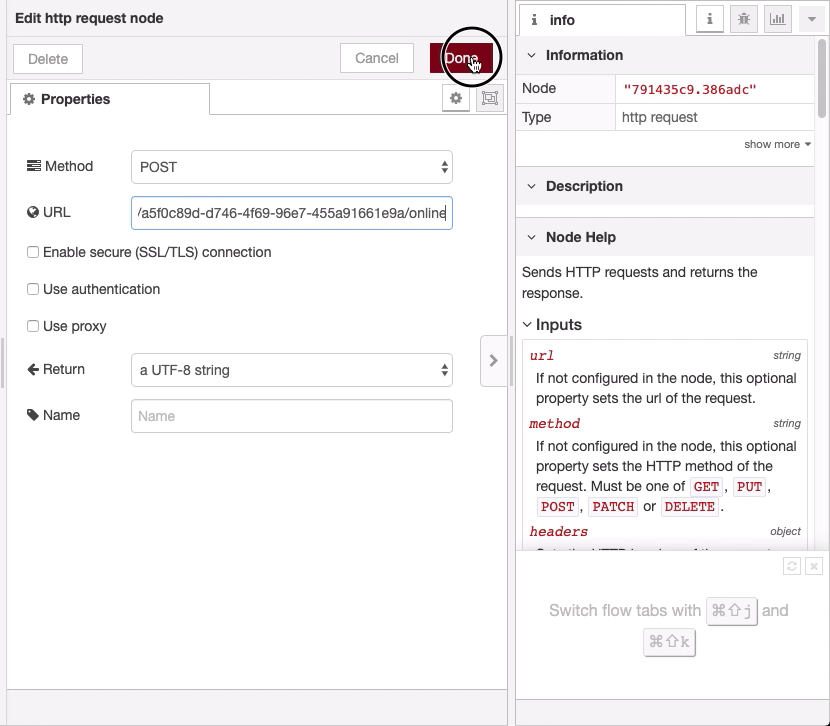 Edit http request node
Delete
Cancel
Done
Properties
Method
POST
URL
/a5f0c89d-d746-4f69-96e7-455a91661e9a/online
Enable secure (SSL/TLS) connection
Use authentication
Use proxy
Return
a UTF-8 string
Name
Name
info
Information
Node
"791435c9.386adc"
Type
http request
show more
Description
Node Help
Sends HTTP requests and returns the
response.
Inputs
url string
If not configured in the node, this optional
property sets the url of the request.
method string
If not configured in the node, this optional
property sets the HTTP method of the
request. Must be one of GET, PUT,
POST, PATCH or DELETE.
headers object
Switch flow tabs with ⌘⇧j and
⌘⇧k